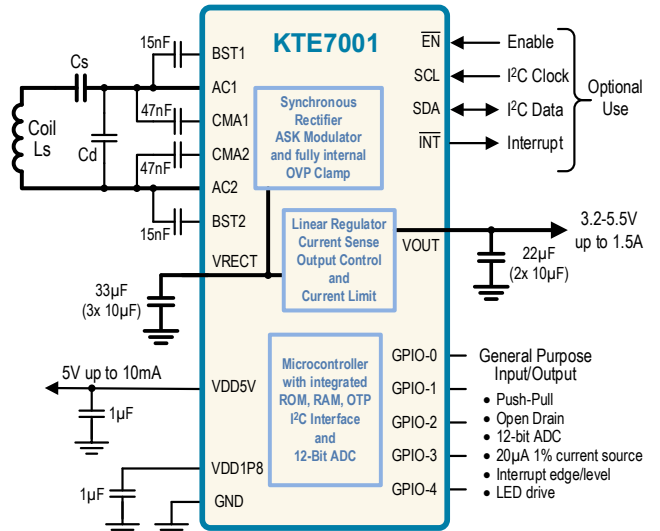 KTE7001
15nF
BST1
Cs
AC1
Coil
Ls
Cd
47nF
CMA1
47nF
CMA2
AC2
15nF
BST2
VRECT
33µF
(3x 10µF)
5V up to 10mA
VDD5V
1µF
VDD1P8
1µF
GND
Synchronous
Rectifier
ASK Modulator
and fully internal
OVP Clamp
Linear Regulator
Current Sense
Output Control
and
Current Limit
Microcontroller
with integrated
ROM, RAM, OTP
I²C Interface
and
12-Bit ADC
EN
Enable
SCL
I²C Clock
SDA
I²C Data
INT
Interrupt
Optional
Use
VOUT
3.2-5.5V
up to 1.5A
22µF
(2x 10µF)
GPIO-0
GPIO-1
GPIO-2
GPIO-3
GPIO-4
General Purpose
Input/Output
• Push-Pull
• Open Drain
• 12-bit ADC
• 20µA 1% current source
• Interrupt edge/level
• LED drive